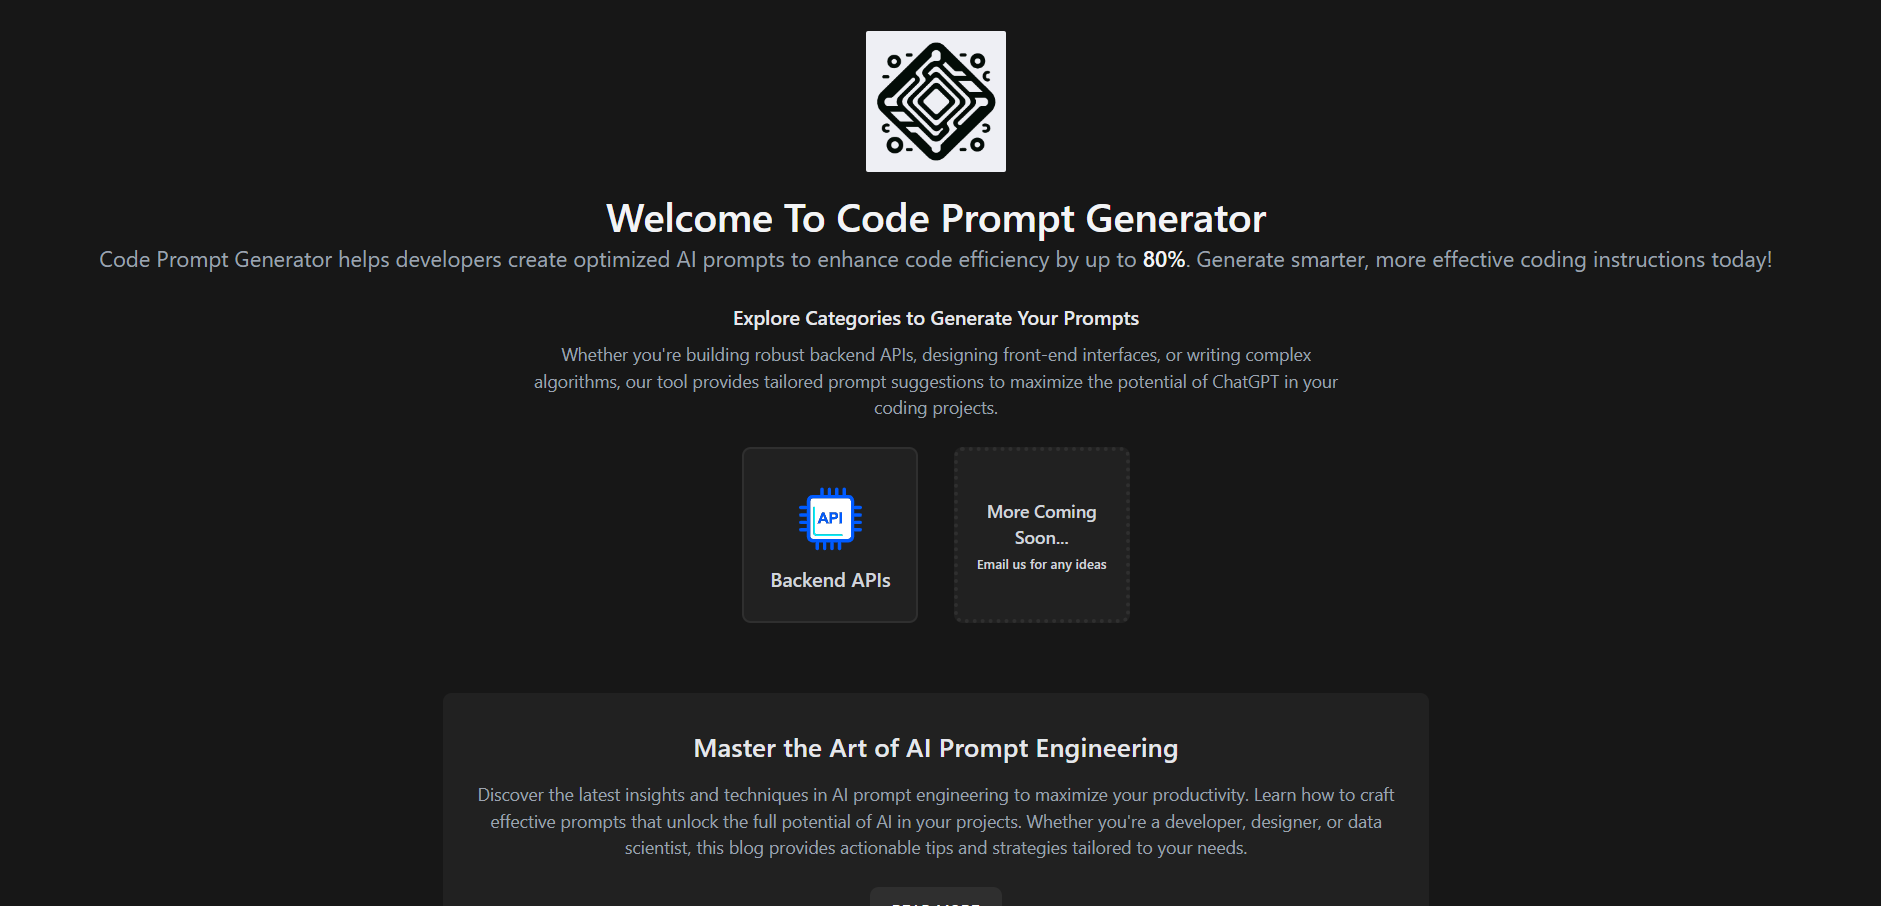 Welcome To Code Prompt Generator
Code Prompt Generator helps developers create optimized AI prompts to enhance code efficiency by up to 80%. Generate smarter, more effective coding instructions today!
Explore Categories to Generate Your Prompts
Whether you're building robust backend APIs, designing front-end interfaces, or writing complex
algorithms, our tool provides tailored prompt suggestions to maximize the potential of ChatGPT in your
coding projects.
API
Backend APIs
More Coming
Soon...
Email us for any ideas
Master the Art of AI Prompt Engineering
Discover the latest insights and techniques in AI prompt engineering to maximize your productivity. Learn how to craft
effective prompts that unlock the full potential of AI in your projects. Whether you're a developer, designer, or data
scientist, this blog provides actionable tips and strategies tailored to your needs.